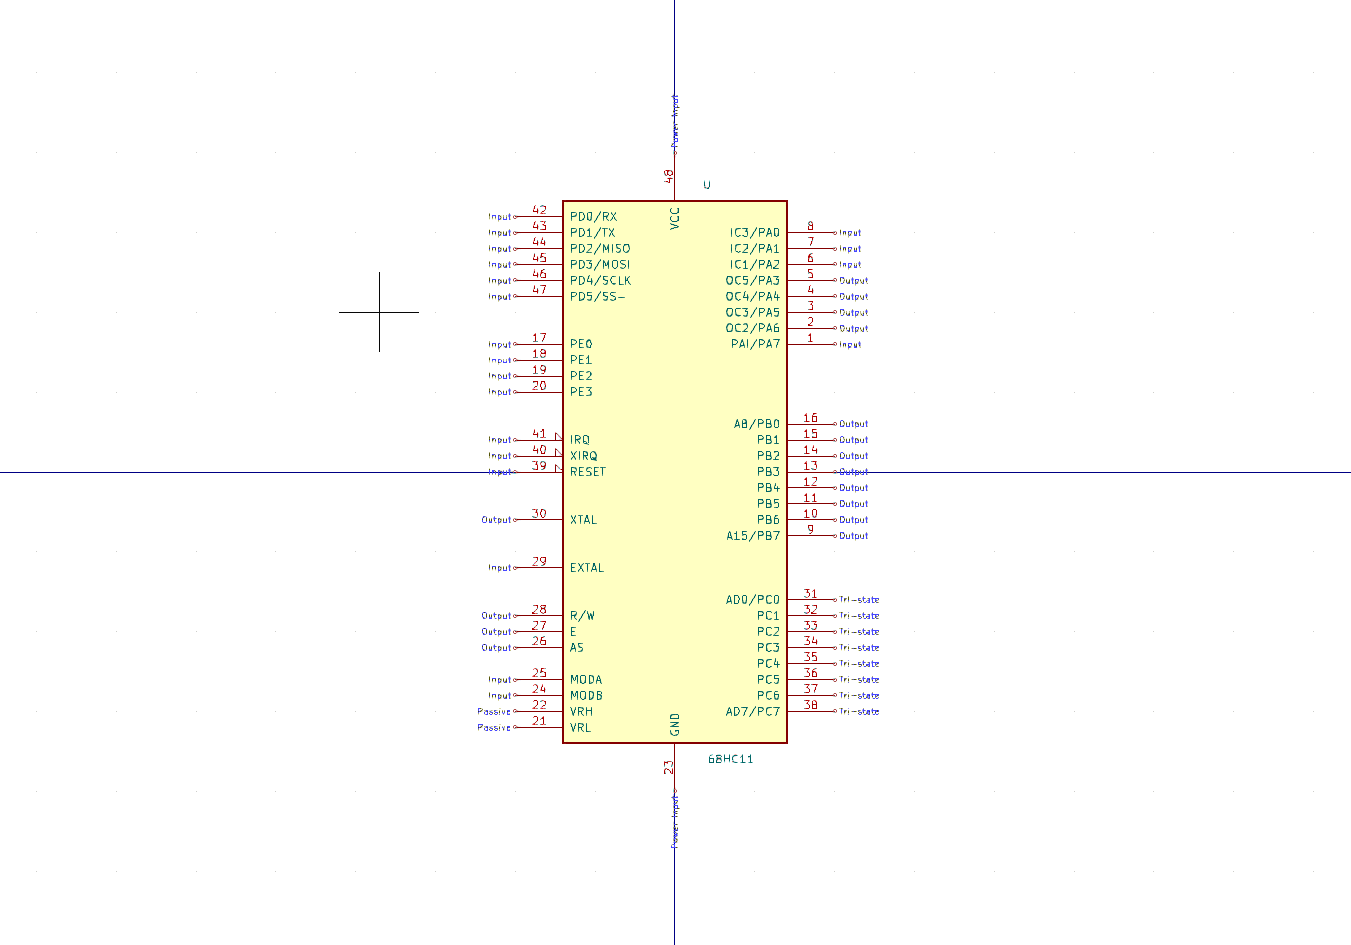 Power Input
48
U
VCC
Input 42 PD0/RX
Input 43 PD1/TX
Input 44 PD2/MISO
Input 45 PD3/MOSI
Input 46 PD4/SCLK
Input 47 PD5/SS-
IC3/PA0 8 Input
IC2/PA1 7 Input
IC1/PA2 6 Input
OC5/PA3 5 Output
OC4/PA4 4 Output
OC3/PA5 3 Output
OC2/PA6 2 Output
PAI/PA7 1 Input
Input 17 PE0
Input 18 PE1
Input 19 PE2
Input 20 PE3
Input 41 IRQ
Input 40 XIRQ
Input 39 RESET
A8/PB0 16 Output
PB1 15 Output
PB2 14 Output
PB3 13 Output
PB4 12 Output
PB5 11 Output
PB6 10 Output
A15/PB7 9 Output
Output 30 XTAL
Input 29 EXTAL
Output 28 R/W
Output 27 E
Output 26 AS
Input 25 MODA
Input 24 MODB
Passive 22 VRH
Passive 21 VRL
AD0/PC0 31 Tri-state
PC1 32 Tri-state
PC2 33 Tri-state
PC3 34 Tri-state
PC4 35 Tri-state
PC5 36 Tri-state
PC6 37 Tri-state
AD7/PC7 38 Tri-state
GND
23
68HC11
Power Input